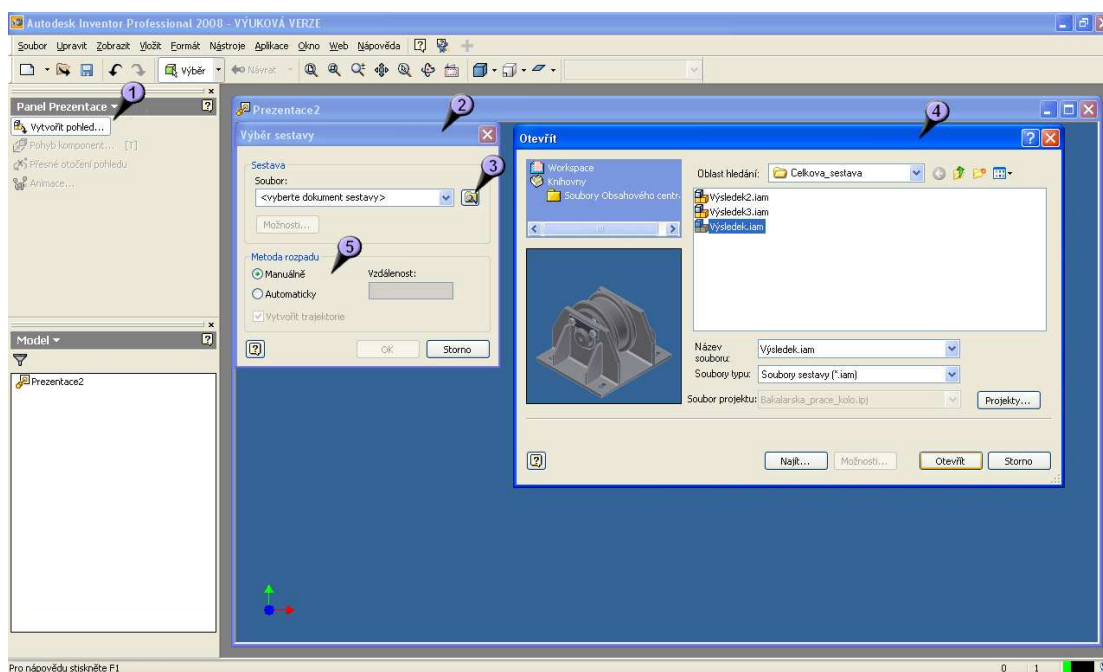 Autodesk Inventor Professional 2008 - VÝUKOVÁ VERZE
Soubor Upravit Zobrazit Vložit Formát Nástroje Aplikace Okno Web Nápověda
Výběr Návrat
1
Panel Prezentace
Vytvořit pohled...
Pohyb komponent... [T]
Přesné otočení pohledu
Animace...
Model
Prezentace2
Prezentace2
2
Výběr sestavy
Sestava
3
Soubor:
<vyberte dokument sestavy>
Možnosti...
5
Metoda rozpadu
Manuálně Vzdálenost:
Automaticky
Vytvořit trajektorie
OK Storno
4
Otevřít
Workspace
Knihovny
Soubory Obsahového centr
Oblast hledání: Celkova_sestava
Výsledek2.iam
Výsledek3.iam
Výsledek.iam
Název souboru: Výsledek.iam
Soubory typu: Soubory sestavy (*.iam)
Soubor projektu: Bakalarska_prace_kolo.ipj Projekty...
Najít... Možnosti... Otevřít Storno
Pro nápovědu stiskněte F1 0 1